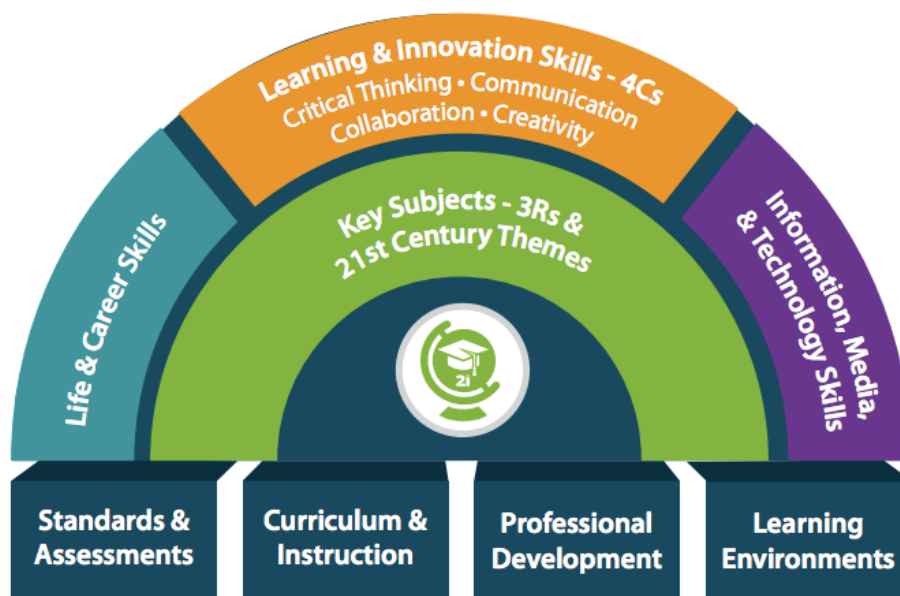 Learning & Innovation Skills - 4Cs
Critical Thinking • Communication
Collaboration • Creativity
Life & Career Skills
Key Subjects - 3Rs &
21st Century Themes
Information, Media,
& Technology Skills
2i
Standards &
Assessments
Curriculum &
Instruction
Professional
Development
Learning
Environments